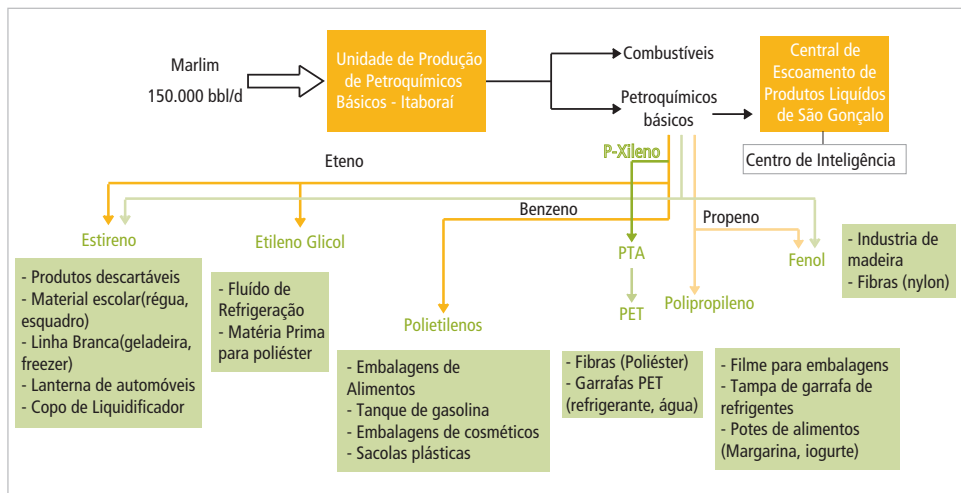 Marlim
150.000 bbl/d
Unidade de Produção
de Petroquímicos
Básicos - Itaboraí
Combustíveis
Petroquímicos
básicos
Central de
Escoamento de
Produtos Liquídos
de São Gonçalo
Centro de Inteligência
P-Xileno
Eteno
Benzeno
Propeno
Estireno
- Produtos descartáveis
- Material escolar(régua,
esquadro)
- Linha Branca(geladeira,
freezer)
- Lanterna de automóveis
- Copo de Liquidificador
Etileno Glicol
- Fluído de
Refrigeração
- Matéria Prima
para poliéster
Polietilenos
- Embalagens de
Alimentos
- Tanque de gasolina
- Embalagens de cosméticos
- Sacolas plásticas
PTA
PET
- Fibras (Poliéster)
- Garrafas PET
(refrigerante, água)
Polipropileno
- Filme para embalagens
- Tampa de garrafa de
refrigentes
- Potes de alimentos
(Margarina, iogurte)
Fenol
- Industria de
madeira
- Fibras (nylon)